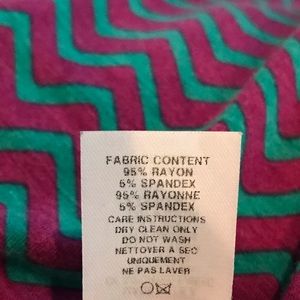 FABRIC CONTENT
95% RAYON
5% SPANDEX
95% RAYONNE
5% SPANDEX
CARE INSTRUCTIONS
DRY CLEAN ONLY
DO NOT WASH
NETTOYER A SEC
UNIQUEMENT
NE PAS LAVER